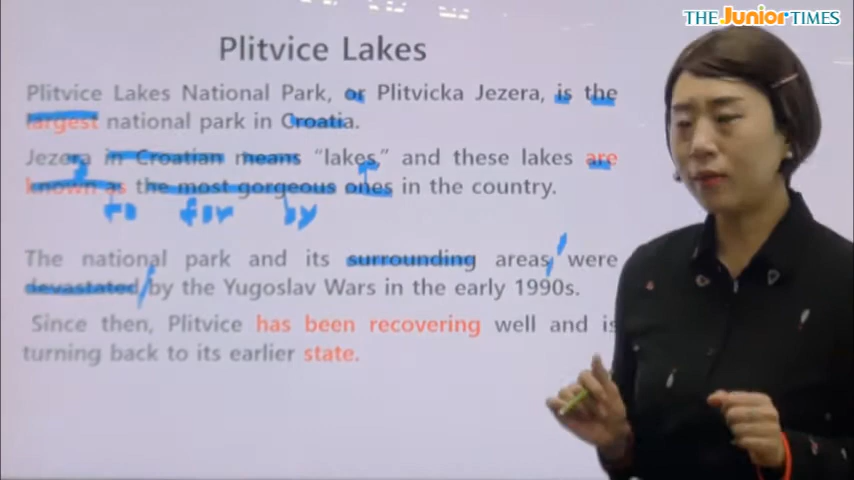 THE Junior TIMES
Plitvice Lakes
Plitvice Lakes National Park, or Plitvicka Jezera, is the
largest national park in Croatia.
Jezera in Croatian means “lakes,” and these lakes are
known as the most gorgeous ones in the country.
to for by
The national park and its surrounding areas were
devastated by the Yugoslav Wars in the early 1990s.
Since then, Plitvice has been recovering well and is
turning back to its earlier state.